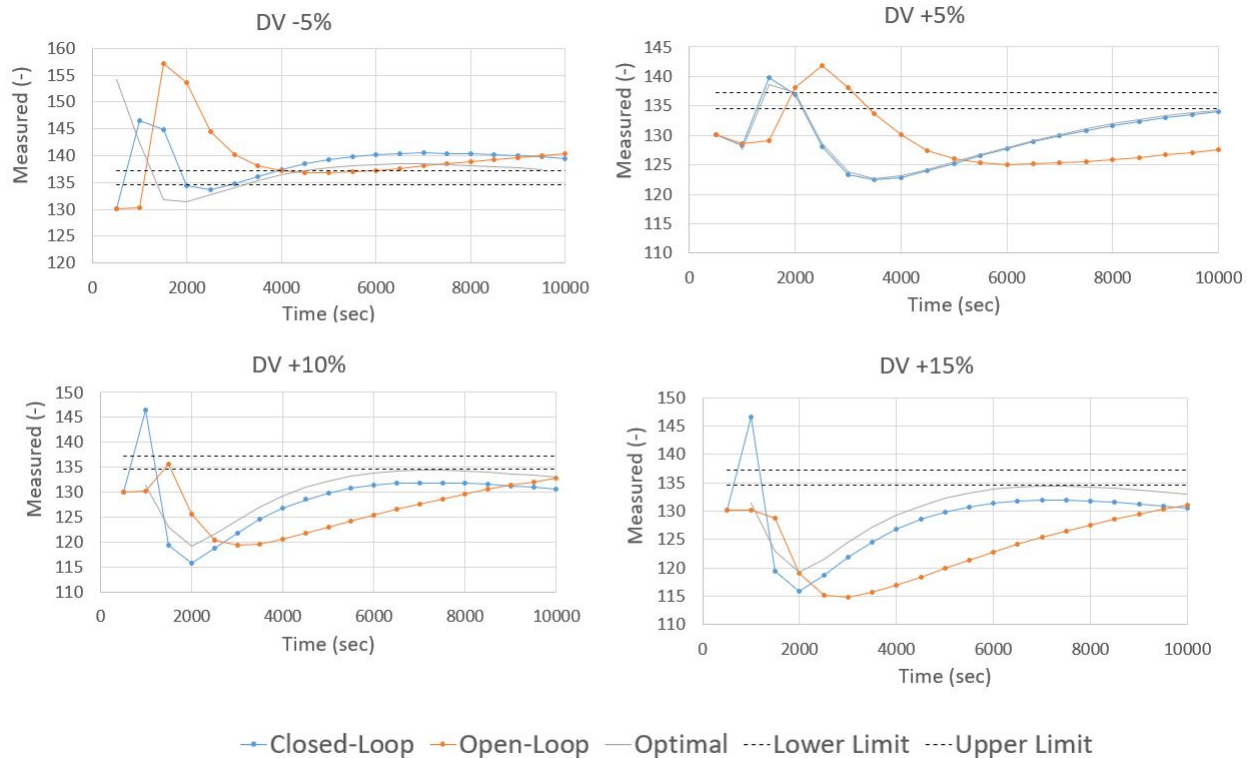 DV -5%
160
155
150
145
140
135
130
125
120
Measured (-)
0 2000 4000 6000 8000 10000
Time (sec)
DV +5%
145
140
135
130
125
120
115
110
Measured (-)
0 2000 4000 6000 8000 10000
Time (sec)
DV +10%
150
145
140
135
130
125
120
115
110
Measured (-)
0 2000 4000 6000 8000 10000
Time (sec)
DV +15%
150
145
140
135
130
125
120
115
110
Measured (-)
0 2000 4000 6000 8000 10000
Time (sec)
Closed-Loop Open-Loop Optimal Lower Limit Upper Limit